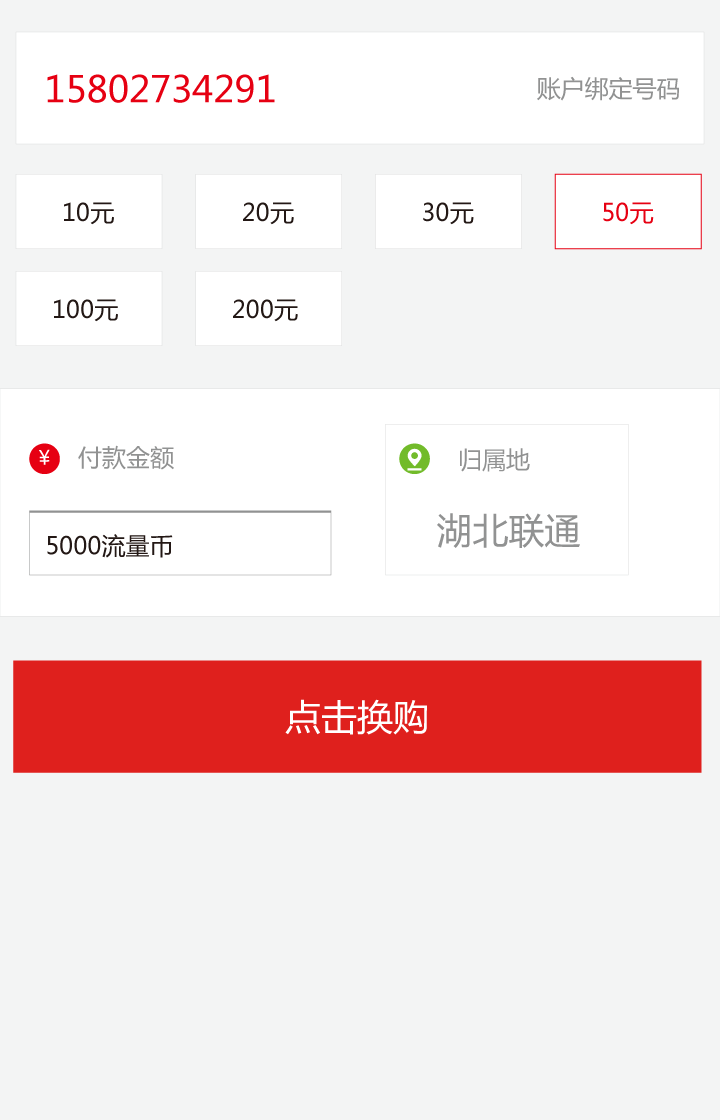 15802734291 账户绑定号码
10元 20元 30元 50元
100元 200元
¥ 付款金额 归属地
5000流量币 湖北联通
点击换购